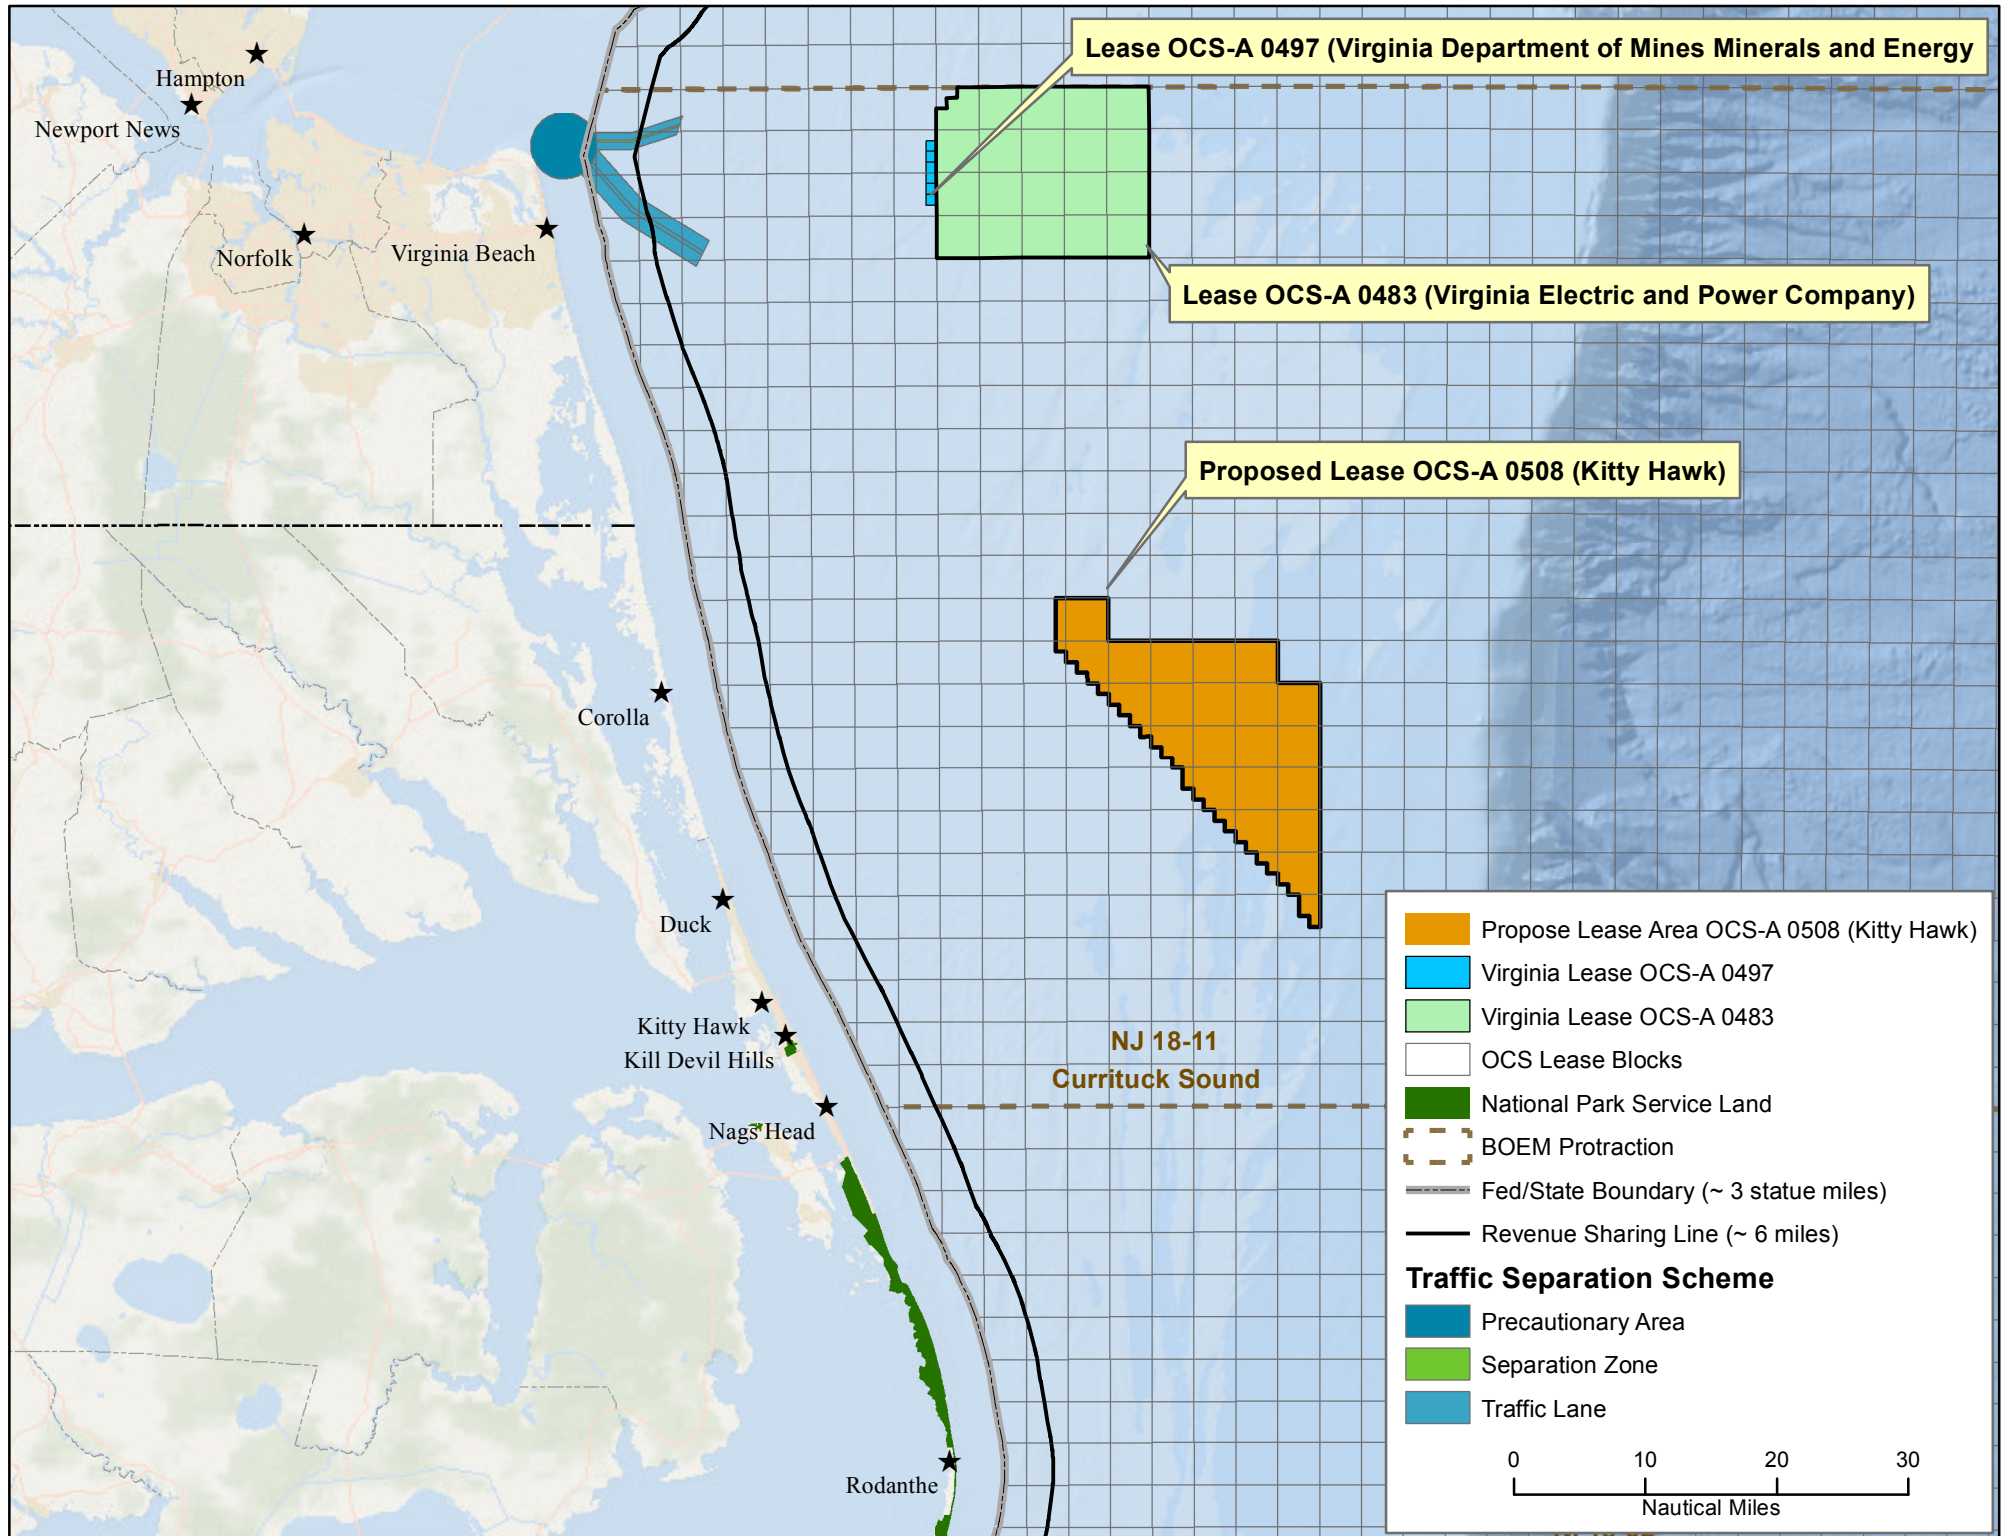 Lease OCS-A 0497 (Virginia Department of Mines Minerals and Energy
Hampton
Newport News
Norfolk
Virginia Beach
Lease OCS-A 0483 (Virginia Electric and Power Company)
Proposed Lease OCS-A 0508 (Kitty Hawk)
Corolla
Duck
Kitty Hawk
Kill Devil Hills
Nags Head
Rodanthe
NJ 18-11
Currituck Sound
Propose Lease Area OCS-A 0508 (Kitty Hawk)
Virginia Lease OCS-A 0497
Virginia Lease OCS-A 0483
OCS Lease Blocks
National Park Service Land
BOEM Protraction
Fed/State Boundary (~ 3 statue miles)
Revenue Sharing Line (~ 6 miles)
Traffic Separation Scheme
Precautionary Area
Separation Zone
Traffic Lane
0 10 20 30
Nautical Miles